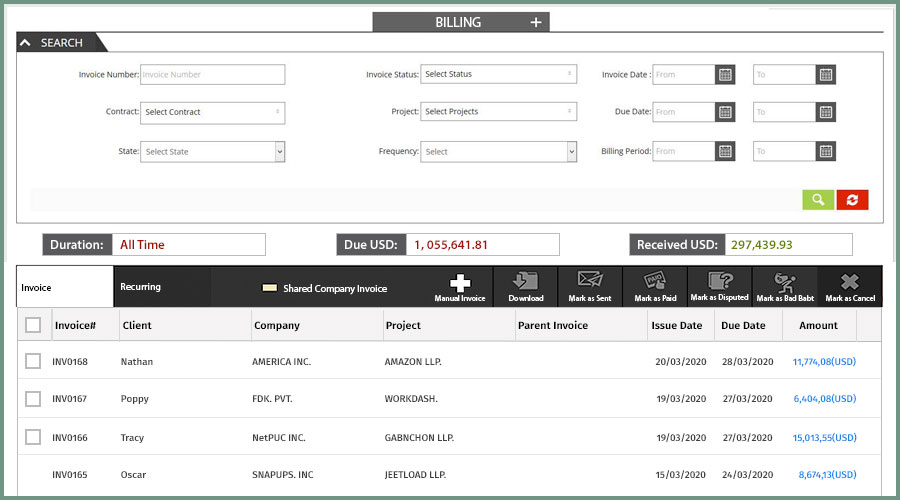 BILLING +
SEARCH
Invoice Number: Invoice Number Invoice Status: Select Status Invoice Date : From To
Contract: Select Contract Project: Select Projects Due Date: From To
State: Select State Frequency: Select Billing Period: From To
Duration: All Time Due USD: 1, 055,641.81 Received USD: 297,439.93
Invoice Recurring Shared Company Invoice Manual Invoice Download Mark as Sent PAID Mark as Paid Mark as Disputed Mark as Bad Babt Mark as Cancel
Invoice# Client Company Project Parent Invoice Issue Date Due Date Amount
INV0168 Nathan AMERICA INC. AMAZON LLP. 20/03/2020 28/03/2020 11,774,08(USD)
INV0167 Poppy FDK. PVT. WORKDASH. 19/03/2020 27/03/2020 6,404,08(USD)
INV0166 Tracy NetPUC INC. GABNCHON LLP. 19/03/2020 27/03/2020 15,013,55(USD)
INV0165 Oscar SNAPUPS. INC JEETLOAD LLP. 15/03/2020 24/03/2020 8,674,13(USD)